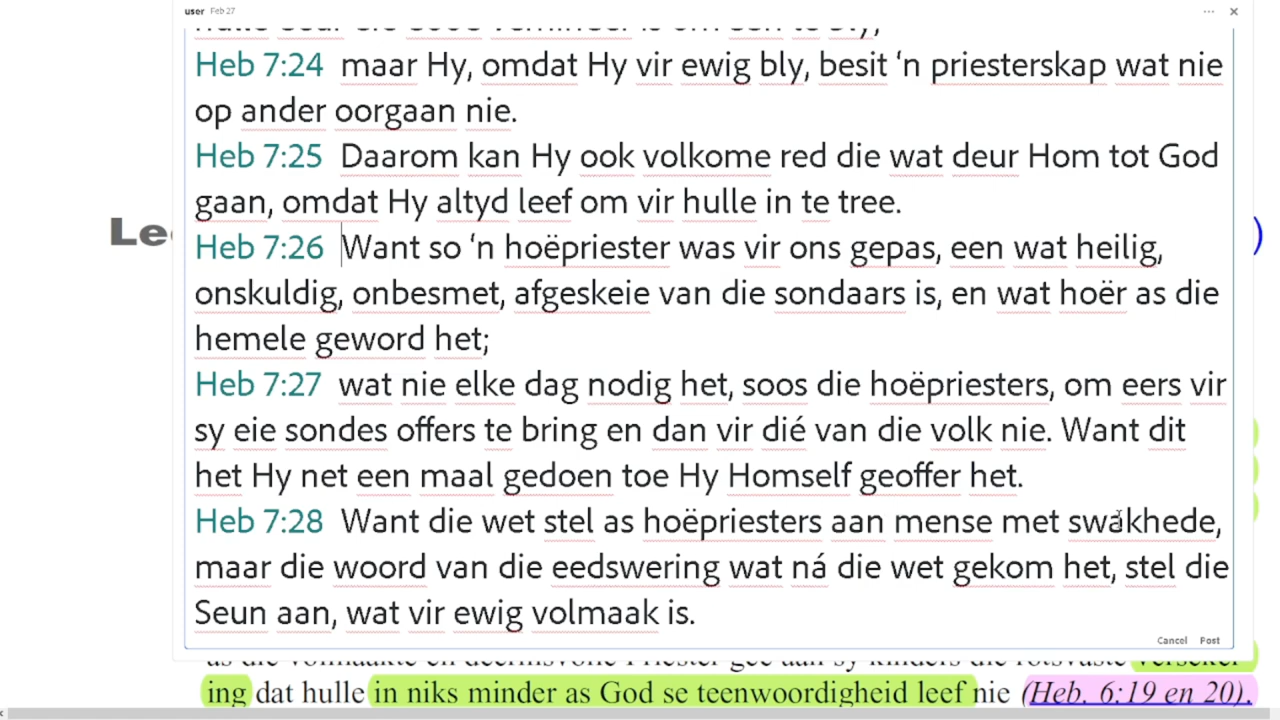 user Feb 27
Heb 7:24 maar Hy, omdat Hy vir ewig bly, besit ‘n priesterskap wat nie
op ander oorgaan nie.
Heb 7:25 Daarom kan Hy ook volkome red die wat deur Hom tot God
gaan, omdat Hy altyd leef om vir hulle in te tree.
Heb 7:26 Want so ‘n hoëpriester was vir ons gepas, een wat heilig,
onskuldig, onbesmet, afgeskeie van die sondaars is, en wat hoër as die
hemele geword het;
Heb 7:27 wat nie elke dag nodig het, soos die hoëpriesters, om eers vir
sy eie sondes offers te bring en dan vir dié van die volk nie. Want dit
het Hy net een maal gedoen toe Hy Homself geoffer het.
Heb 7:28 Want die wet stel as hoëpriesters aan mense met swakhede,
maar die woord van die eedswering wat ná die wet gekom het, stel die
Seun aan, wat vir ewig volmaak is.
Cancel Post
ing dat hulle in niks minder as God se teenwoordigheid leef nie (Heb. 6:19 en 20).